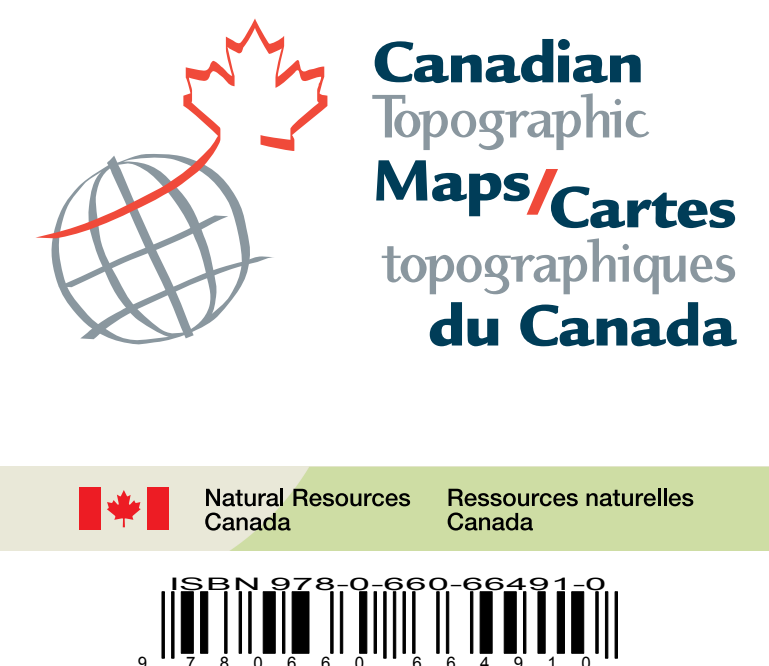 Canadian
Topographic
Maps/Cartes
topographiques
du Canada
Natural Resources
Canada
Ressources naturelles
Canada
ISBN 978-0-660-66491-0
9 780660 664910